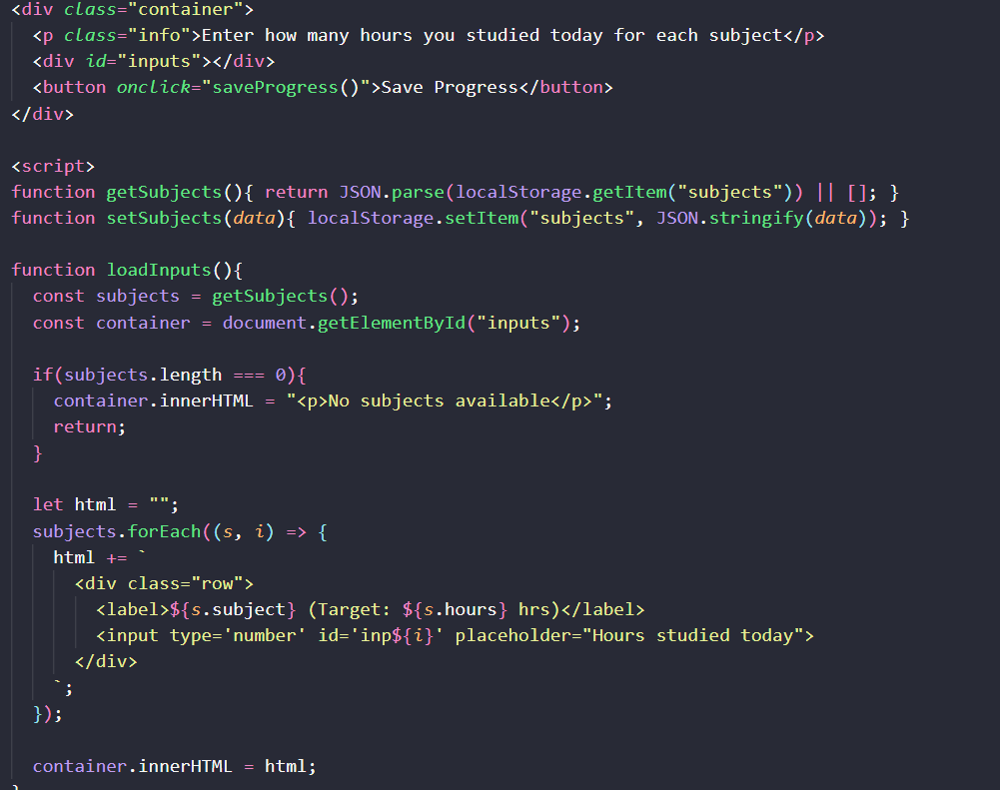 <div class="container">
  <p class="info">Enter how many hours you studied today for each subject</p>
  <div id="inputs"></div>
  <button onclick="saveProgress()">Save Progress</button>
</div>

<script>
function getSubjects(){ return JSON.parse(localStorage.getItem("subjects")) || []; }
function setSubjects(data){ localStorage.setItem("subjects", JSON.stringify(data)); }

function loadInputs(){
  const subjects = getSubjects();
  const container = document.getElementById("inputs");

  if(subjects.length === 0){
    container.innerHTML = "<p>No subjects available</p>";
    return;
  }

  let html = "";
  subjects.forEach((s, i) => {
    html += `
      <div class="row">
        <label>${s.subject} (Target: ${s.hours} hrs)</label>
        <input type='number' id='inp${i}' placeholder="Hours studied today">
      </div>
    `;
  });

  container.innerHTML = html;
}